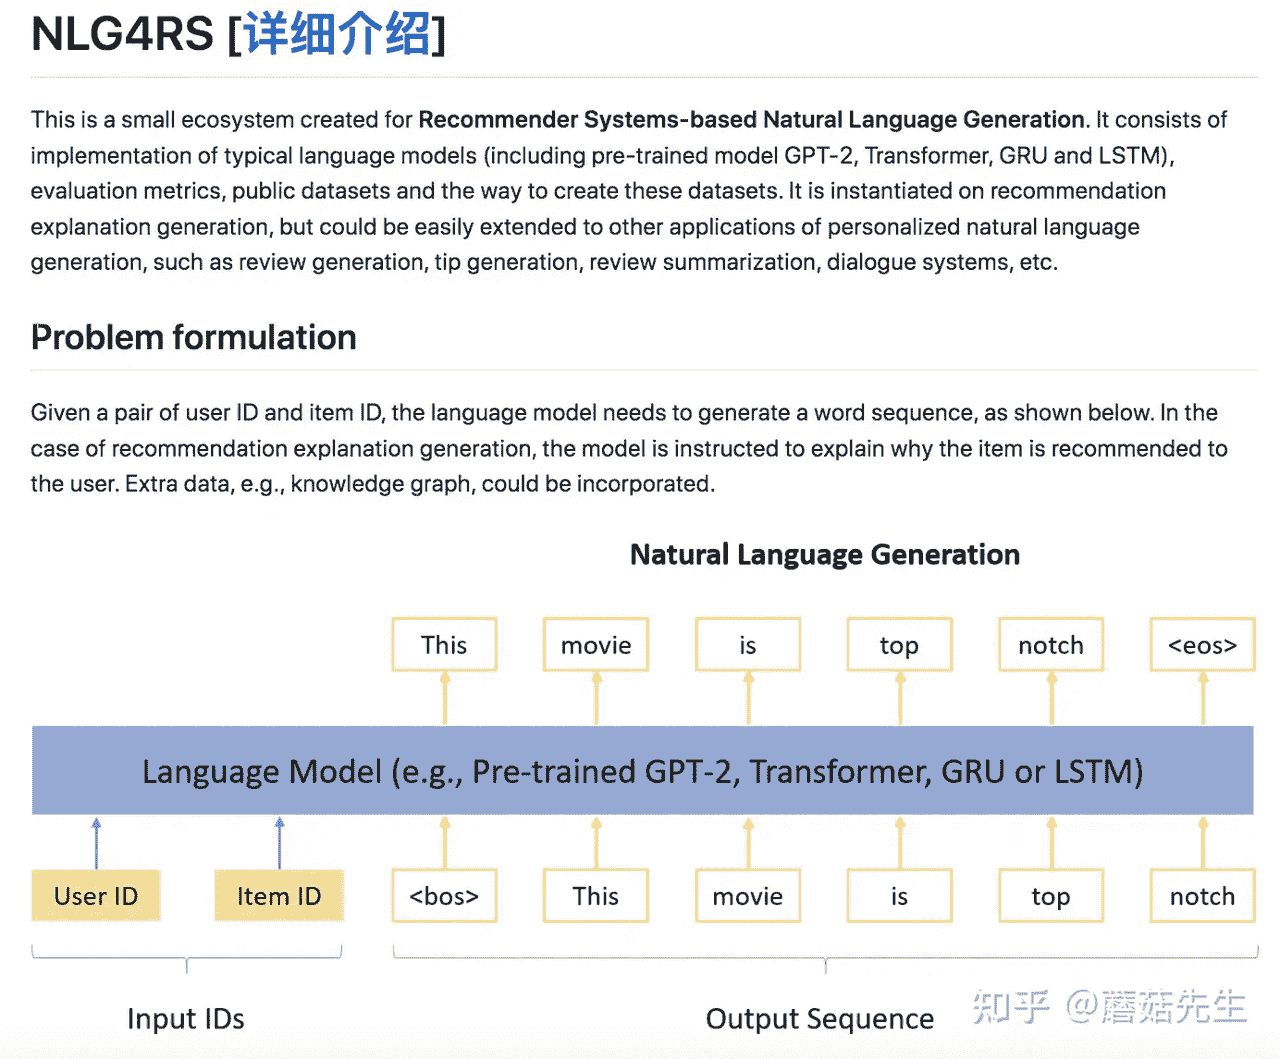 NLG4RS [详细介绍]
This is a small ecosystem created for Recommender Systems-based Natural Language Generation. It consists of
implementation of typical language models (including pre-trained model GPT-2, Transformer, GRU and LSTM),
evaluation metrics, public datasets and the way to create these datasets. It is instantiated on recommendation
explanation generation, but could be easily extended to other applications of personalized natural language
generation, such as review generation, tip generation, review summarization, dialogue systems, etc.
Problem formulation
Given a pair of user ID and item ID, the language model needs to generate a word sequence, as shown below. In the
case of recommendation explanation generation, the model is instructed to explain why the item is recommended to
the user. Extra data, e.g., knowledge graph, could be incorporated.
Natural Language Generation
This movie is top notch <eos>
Language Model (e.g., Pre-trained GPT-2, Transformer, GRU or LSTM)
User ID Item ID <bos> This movie is top notch
Input IDs Output Sequence
知乎 @蘑菇先生